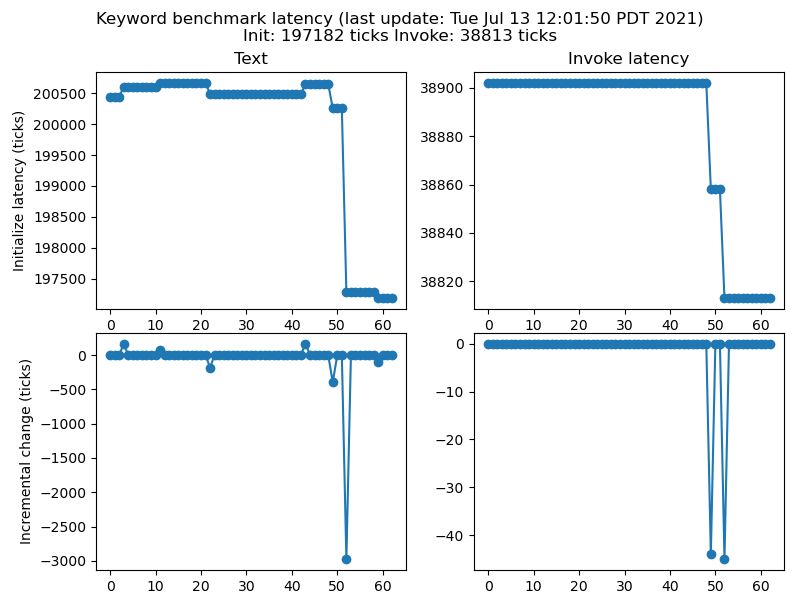 Keyword benchmark latency (last update: Tue Jul 13 12:01:50 PDT 2021)
Init: 197182 ticks Invoke: 38813 ticks
Text
Invoke latency
Initialize latency (ticks)
200500
200000
199500
199000
198500
198000
197500
0 10 20 30 40 50 60
38900
38880
38860
38840
38820
0 10 20 30 40 50 60
Incremental change (ticks)
0
−500
−1000
−1500
−2000
−2500
−3000
0 10 20 30 40 50 60
0
−10
−20
−30
−40
0 10 20 30 40 50 60